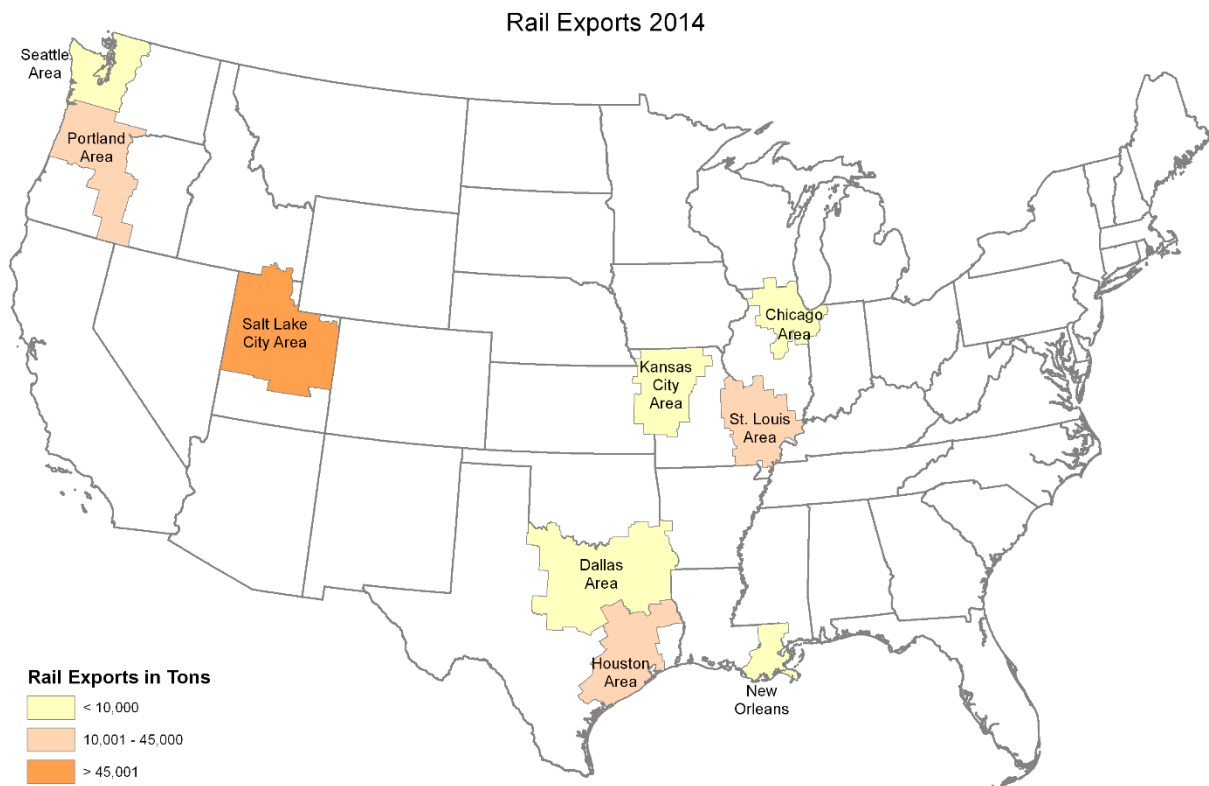 Rail Exports 2014
Seattle
Area
Portland
Area
Salt Lake
City Area
Chicago
Area
Kansas
City
Area
St. Louis
Area
Dallas
Area
Houston
Area
New
Orleans
Rail Exports in Tons
< 10,000
10,001 - 45,000
> 45,001